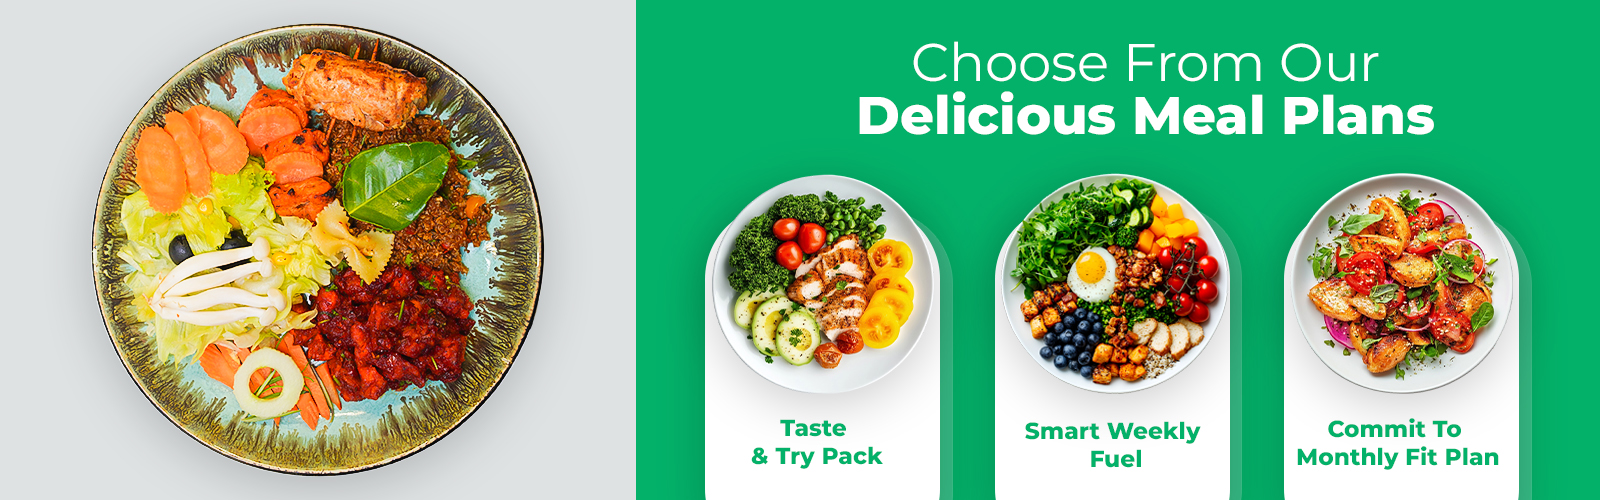 Choose From Our
Delicious Meal Plans
Taste
& Try Pack
Smart Weekly
Fuel
Commit To
Monthly Fit Plan